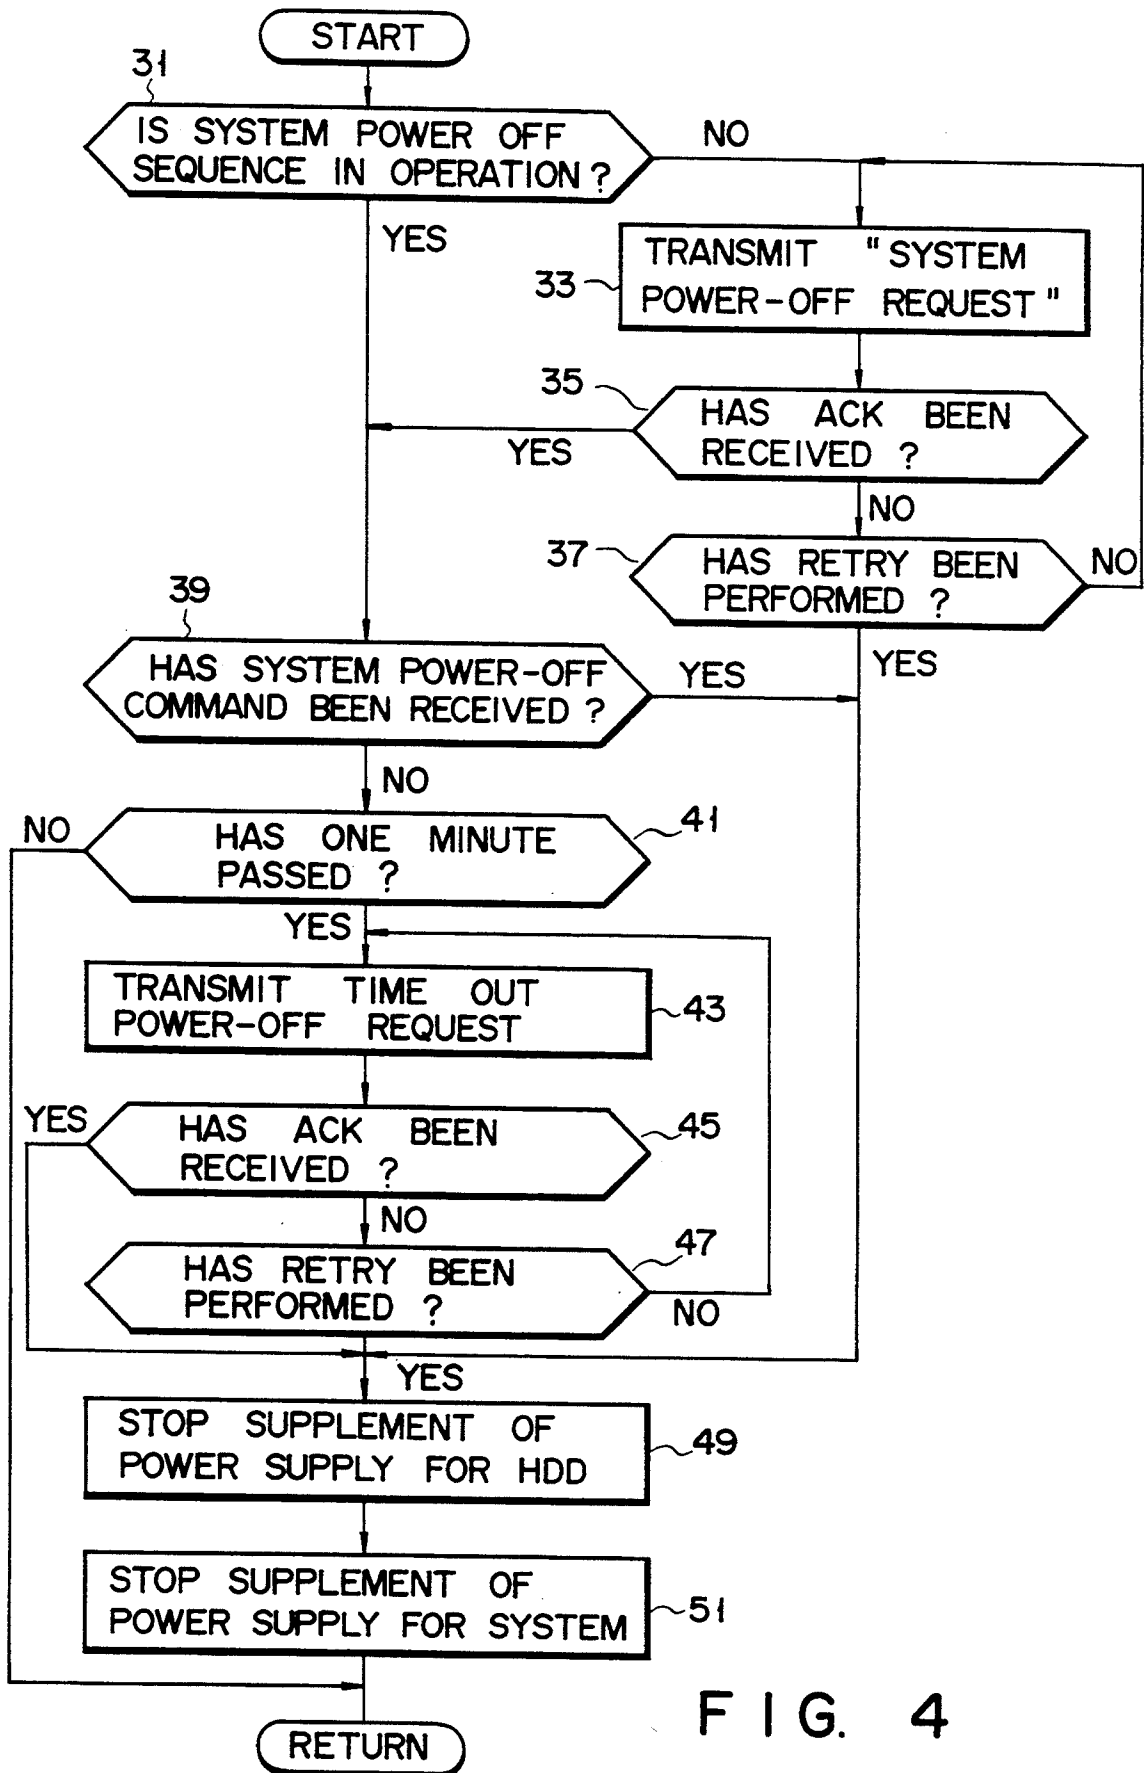 START
31
IS SYSTEM POWER OFF
SEQUENCE IN OPERATION ?
NO
YES
33
TRANSMIT "SYSTEM
POWER-OFF REQUEST"
35
HAS ACK BEEN
RECEIVED ?
YES
NO
37
HAS RETRY BEEN
PERFORMED ?
NO
YES
39
HAS SYSTEM POWER-OFF
COMMAND BEEN RECEIVED ?
YES
NO
41
HAS ONE MINUTE
PASSED ?
NO
YES
TRANSMIT TIME OUT
POWER-OFF REQUEST
43
YES
HAS ACK BEEN
RECEIVED ?
45
NO
47
HAS RETRY BEEN
PERFORMED ?
NO
YES
STOP SUPPLEMENT OF
POWER SUPPLY FOR HDD
49
STOP SUPPLEMENT OF
POWER SUPPLY FOR SYSTEM
51
RETURN
FIG. 4